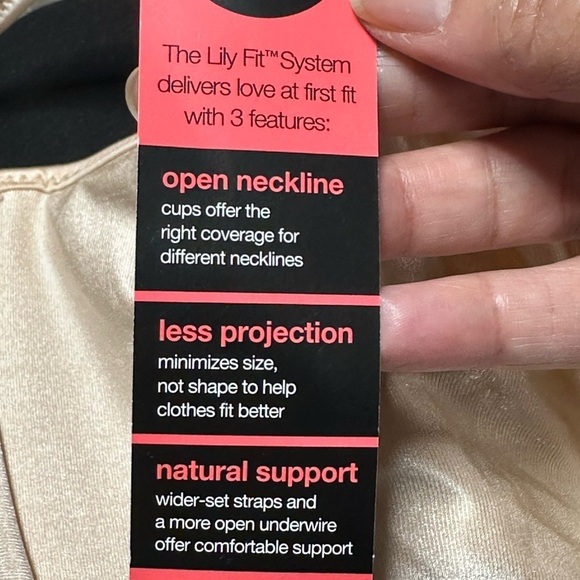 The Lily Fit™ System
delivers love at first fit
with 3 features:
open neckline
cups offer the
right coverage for
different necklines
less projection
minimizes size,
not shape to help
clothes fit better
natural support
wider-set straps and
a more open underwire
offer comfortable support